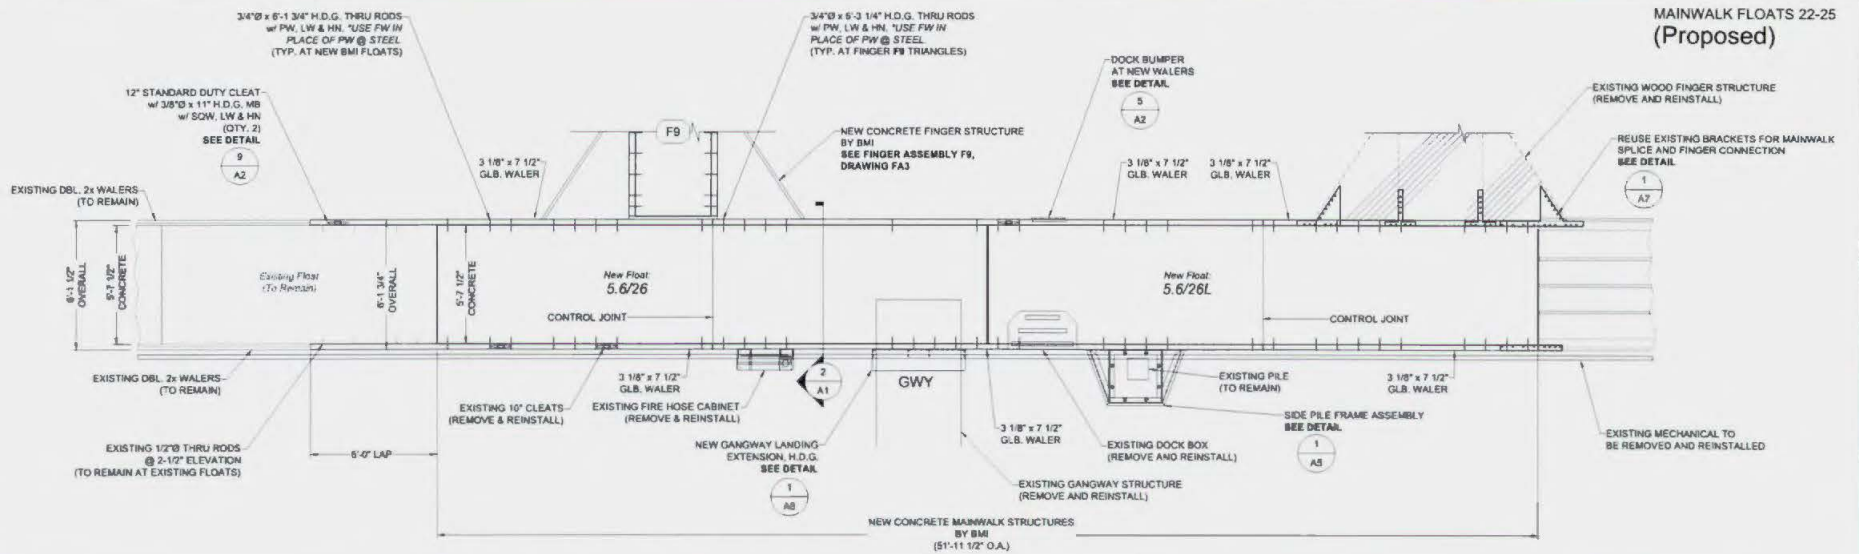 MAINWALK FLOATS 22-25
(Proposed)
3/4"Ø x 6'-1 3/4" H.D.G. THRU RODS
w/ PW, LW & HN. *USE FW IN
PLACE OF PW @ STEEL
(TYP. AT NEW BMI FLOATS)
3/4"Ø x 5'-3 1/4" H.D.G. THRU RODS
w/ PW, LW & HN. *USE FW IN
PLACE OF PW @ STEEL
(TYP. AT FINGER F9 TRIANGLES)
DOCK BUMPER
AT NEW WALERS
SEE DETAIL
5
A2
EXISTING WOOD FINGER STRUCTURE
(REMOVE AND REINSTALL)
12" STANDARD DUTY CLEAT
w/ 3/8"Ø x 11" H.D.G. MB
w/ SQW, LW & HN
(QTY. 2)
SEE DETAIL
9
A2
F9
NEW CONCRETE FINGER STRUCTURE
BY BMI
SEE FINGER ASSEMBLY F9,
DRAWING FA3
REUSE EXISTING BRACKETS FOR MAINWALK
SPLICE AND FINGER CONNECTION
SEE DETAIL
1
A7
3 1/8" x 7 1/2"
GLB. WALER
3 1/8" x 7 1/2"
GLB. WALER
3 1/8" x 7 1/2"
GLB. WALER
EXISTING DBL. 2x WALERS
(TO REMAIN)
6'-1 1/2"
OVERALL
5'-7 1/2"
CONCRETE
Existing Float
(To Remain)
6'-1 3/4"
OVERALL
5'-7 1/2"
CONCRETE
New Float:
5.6/26
New Float:
5.6/26L
CONTROL JOINT
CONTROL JOINT
EXISTING DBL. 2x WALERS
(TO REMAIN)
3 1/8" x 7 1/2"
GLB. WALER
2
A1
GWY
EXISTING PILE
(TO REMAIN)
3 1/8" x 7 1/2"
GLB. WALER
EXISTING 10" CLEATS
(REMOVE & REINSTALL)
EXISTING FIRE HOSE CABINET
(REMOVE & REINSTALL)
3 1/8" x 7 1/2"
GLB. WALER
SIDE PILE FRAME ASSEMBLY
SEE DETAIL
1
A5
EXISTING MECHANICAL TO
BE REMOVED AND REINSTALLED
EXISTING 1/2"Ø THRU RODS
@ 2-1/2" ELEVATION
(TO REMAIN AT EXISTING FLOATS)
6'-0" LAP
NEW GANGWAY LANDING
EXTENSION, H.D.G.
SEE DETAIL
1
A8
EXISTING DOCK BOX
(REMOVE AND REINSTALL)
EXISTING GANGWAY STRUCTURE
(REMOVE AND REINSTALL)
NEW CONCRETE MAINWALK STRUCTURES
BY BMI
(51'-11 1/2" O.A.)